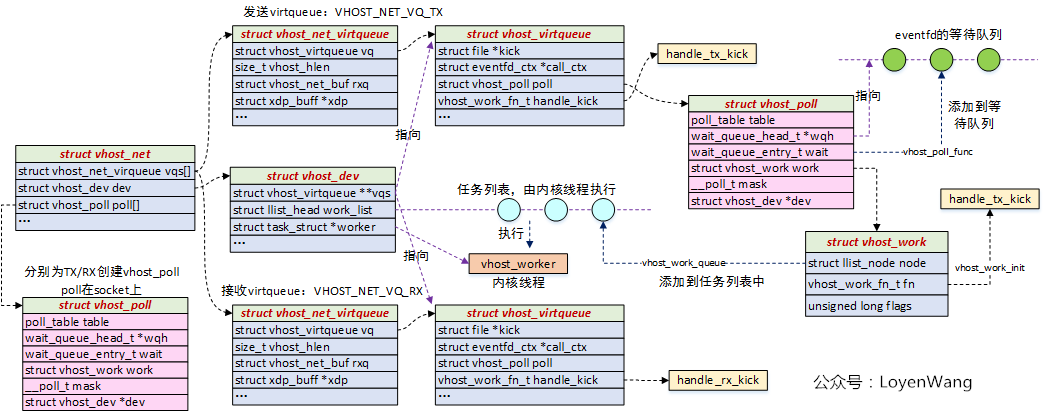 发送virtqueue：VHOST_NET_VQ_TX
struct vhost_net_virtqueue
struct vhost_virtqueue vq
size_t vhost_hlen
struct vhost_net_buf rxq
struct xdp_buff *xdp
...
struct vhost_virtqueue
struct file *kick
struct eventfd_ctx *call_ctx
struct vhost_poll poll
vhost_work_fn_t handle_kick
...
handle_tx_kick
eventfd的等待队列
指向
添加到等
待队列
vhost_poll_func
struct vhost_poll
poll_table table
wait_queue_head_t *wqh
wait_queue_entry_t wait
struct vhost_work work
__poll_t mask
struct vhost_dev *dev
指向
struct vhost_net
struct vhost_net_virqueue vqs[]
struct vhost_dev dev
struct vhost_poll poll[]
...
struct vhost_dev
struct vhost_virtqueue **vqs
struct llist_head work_list
struct task_struct *worker
...
任务列表，由内核线程执行
执行
vhost_worker
内核线程
指向
vhost_work_queue
添加到任务列表中
handle_tx_kick
vhost_work_init
struct vhost_work
struct llist_node node
vhost_work_fn_t fn
unsigned long flags
分别为TX/RX创建vhost_poll
poll在socket上
struct vhost_poll
poll_table table
wait_queue_head_t *wqh
wait_queue_entry_t wait
struct vhost_work work
__poll_t mask
struct vhost_dev *dev
接收virtqueue：VHOST_NET_VQ_RX
struct vhost_net_virtqueue
struct vhost_virtqueue vq
size_t vhost_hlen
struct vhost_net_buf rxq
struct xdp_buff *xdp
...
struct vhost_virtqueue
struct file *kick
struct eventfd_ctx *call_ctx
struct vhost_poll poll
vhost_work_fn_t handle_kick
...
handle_rx_kick
公众号：LoyenWang